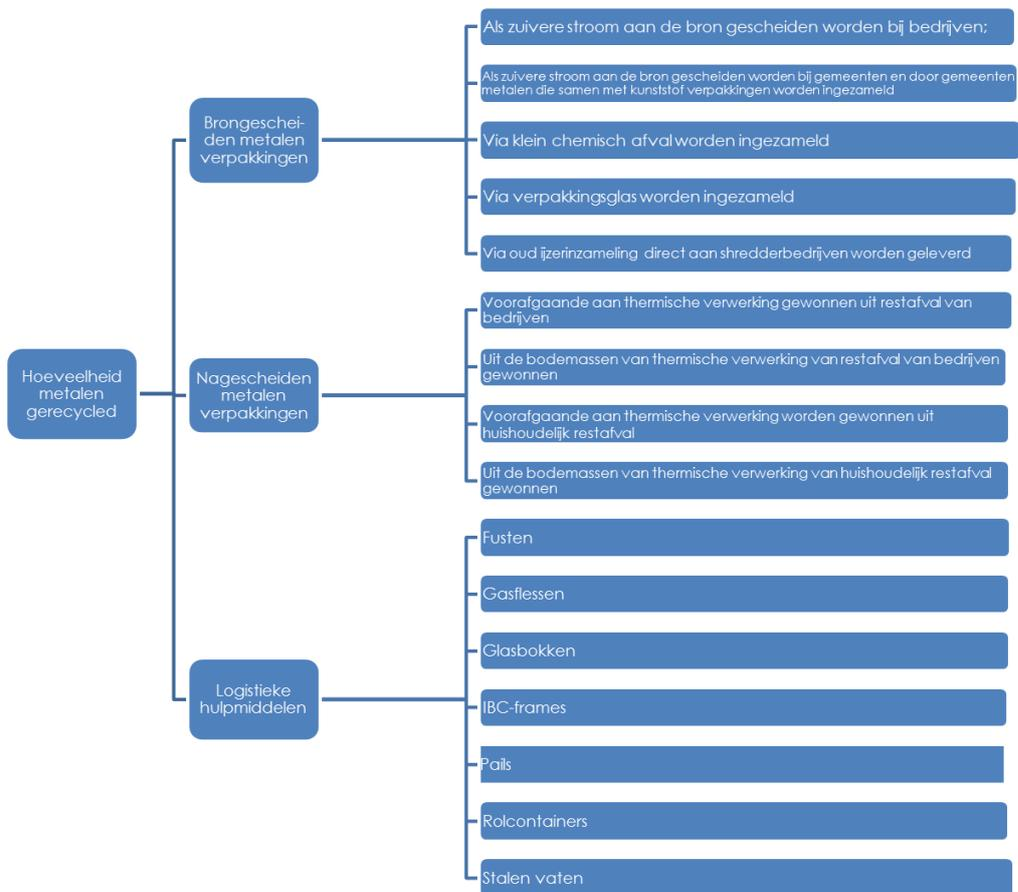 Hoeveelheid
metalen
gerecycled
Brongeschei-
den metalen
verpakkingen
Als zuivere stroom aan de bron gescheiden worden bij bedrijven;
Als zuivere stroom aan de bron gescheiden worden bij gemeenten en door gemeenten
metalen die samen met kunststof verpakkingen worden ingezameld
Via klein chemisch afval worden ingezameld
Via verpakkingsglas worden ingezameld
Via oud ijzerinzameling direct aan shredderbedrijven worden geleverd
Nagescheiden
metalen
verpakkingen
Voorafgaande aan thermische verwerking gewonnen uit restafval van
bedrijven
Uit de bodemassen van thermische verwerking van restafval van bedrijven
gewonnen
Voorafgaande aan thermische verwerking worden gewonnen uit
huishoudelijk restafval
Uit de bodemassen van thermische verwerking van huishoudelijk restafval
gewonnen
Logistieke
hulpmiddelen
Fusten
Gasflessen
Glasbokken
IBC-frames
Pails
Rolcontainers
Stalen vaten